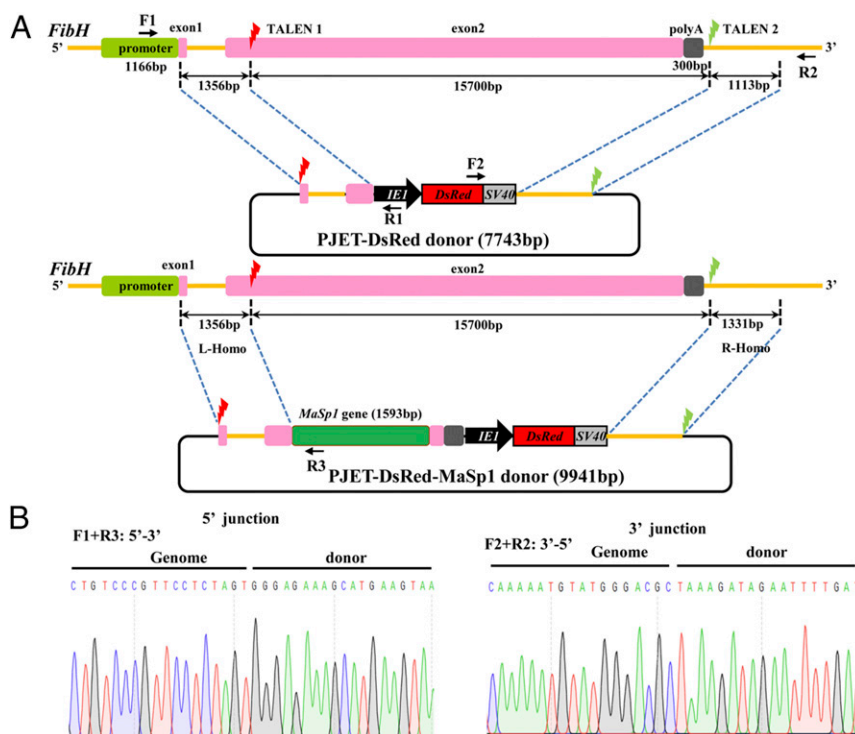 A
F1
exon1
FibH
TALEN 1
exon2
polyA
TALEN 2
5’
promoter
3’
1166bp
300bp
R2
1356bp
15700bp
1113bp
F2
IE1
DsRed
SV40
R1
PJET-DsRed donor (7743bp)
FibH
exon1
exon2
5’
promoter
3’
1356bp
15700bp
1331bp
L-Homo
R-Homo
MaSp1 gene (1593bp)
IE1
DsRed
SV40
R3
PJET-DsRed-MaSp1 donor (9941bp)
B
5’ junction
F1+R3: 5’-3’
Genome
donor
CTGTCCCGTTCCTCTAGTGGGAGAAAGCATGAAGTAA
3’ junction
F2+R2: 3’-5’
Genome
donor
CAAAAATGTATGGGACGCTAAAGATAGAATTTTGAT